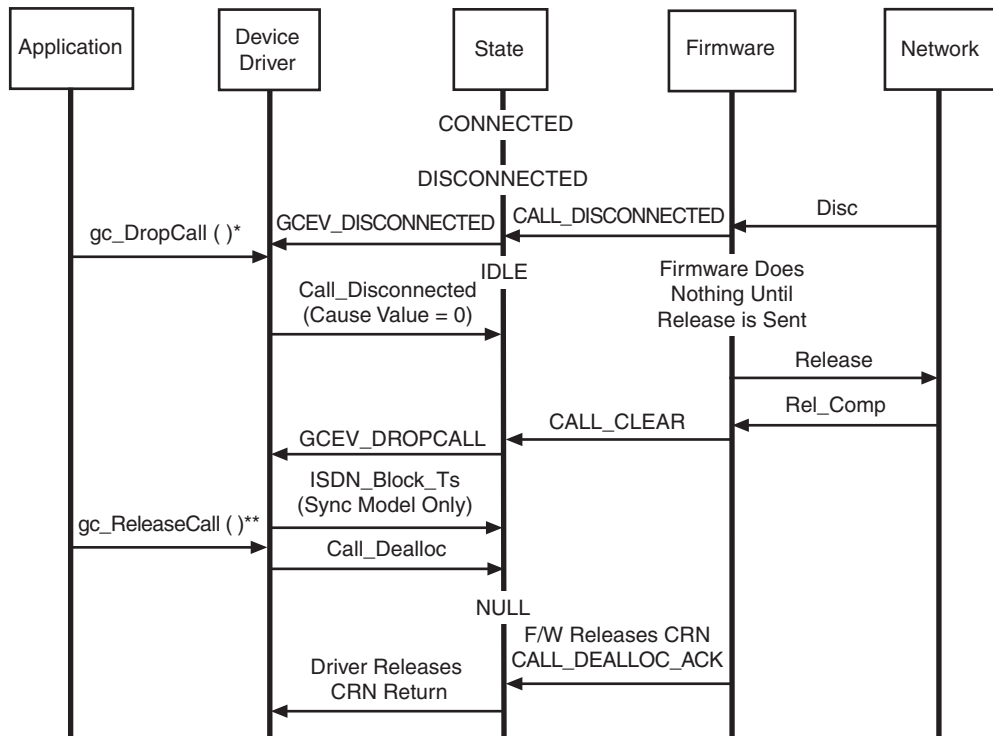 Application
Device
Driver
State
Firmware
Network
CONNECTED
DISCONNECTED
Disc
CALL_DISCONNECTED
GCEV_DISCONNECTED
gc_DropCall ( )*
IDLE
Firmware Does
Nothing Until
Release is Sent
Call_Disconnected
(Cause Value = 0)
Release
Rel_Comp
CALL_CLEAR
GCEV_DROPCALL
ISDN_Block_Ts
(Sync Model Only)
gc_ReleaseCall ( )**
Call_Dealloc
NULL
F/W Releases CRN
CALL_DEALLOC_ACK
Driver Releases
CRN Return